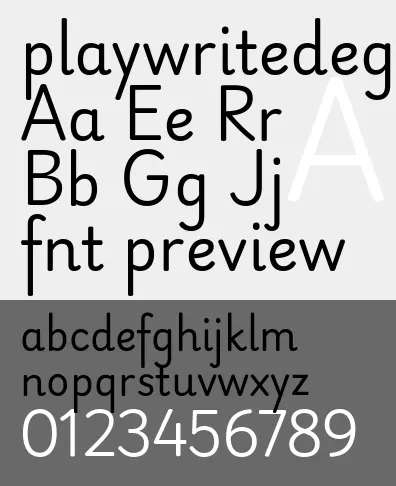 playwritedeg
Aa Ee Rr
A
Bb Gg Jj
fnt preview
abcdefghijklm
nopqrstuvwxyz
0123456789